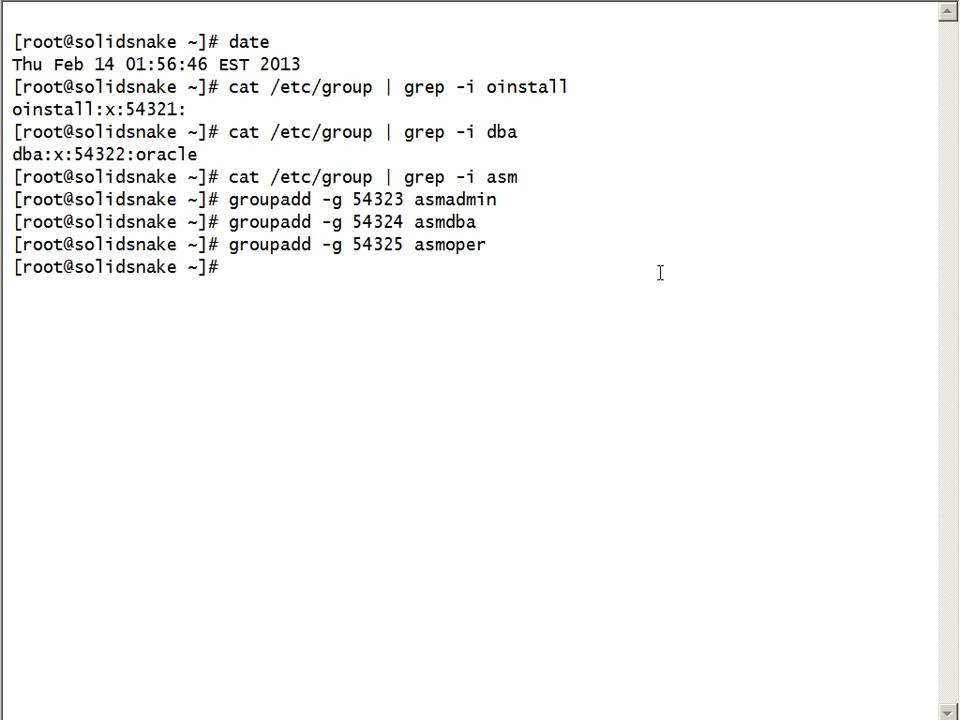 [root@solidsnake ~]# date
Thu Feb 14 01:56:46 EST 2013
[root@solidsnake ~]# cat /etc/group | grep -i oinstall
oinstall:x:54321:
[root@solidsnake ~]# cat /etc/group | grep -i dba
dba:x:54322:oracle
[root@solidsnake ~]# cat /etc/group | grep -i asm
[root@solidsnake ~]# groupadd -g 54323 asmadmin
[root@solidsnake ~]# groupadd -g 54324 asmdba
[root@solidsnake ~]# groupadd -g 54325 asmoper
[root@solidsnake ~]#